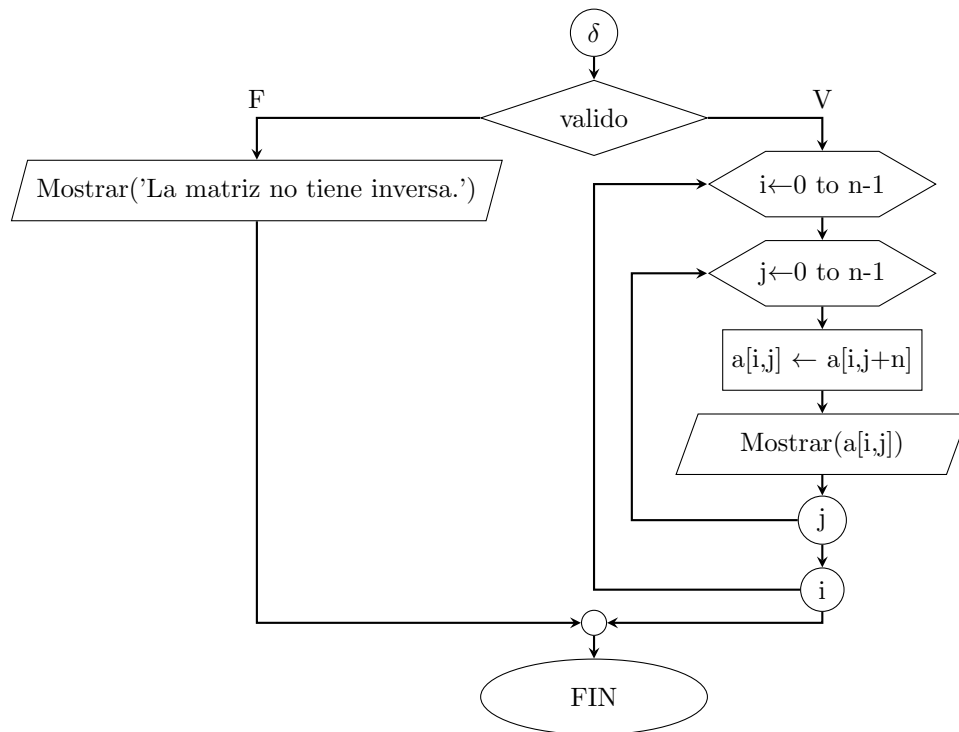 δ
valido
F
V
Mostrar('La matriz no tiene inversa.')
i←0 to n-1
j←0 to n-1
a[i,j] ← a[i,j+n]
Mostrar(a[i,j])
j
i
FIN